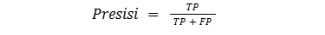 Presisi = TP / TP + FP